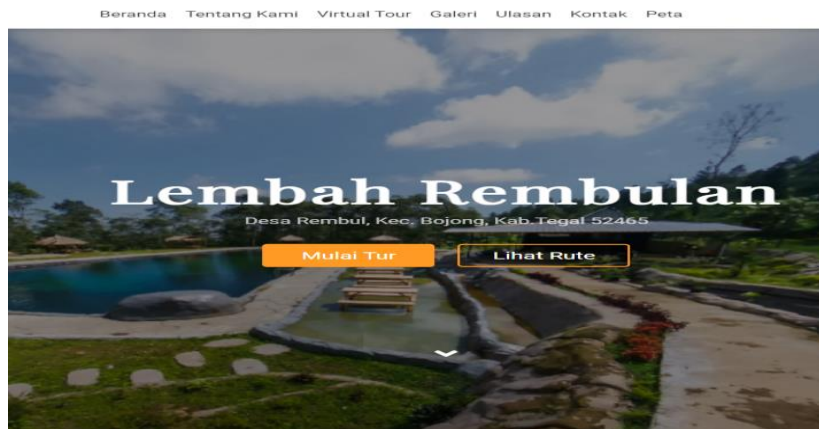 Beranda Tentang Kami Virtual Tour Galeri Ulasan Kontak Peta
Lembah Rembulan
Desa Rembul, Kec. Bojong, Kab.Tegal 52465
Mulai Tur Lihat Rute